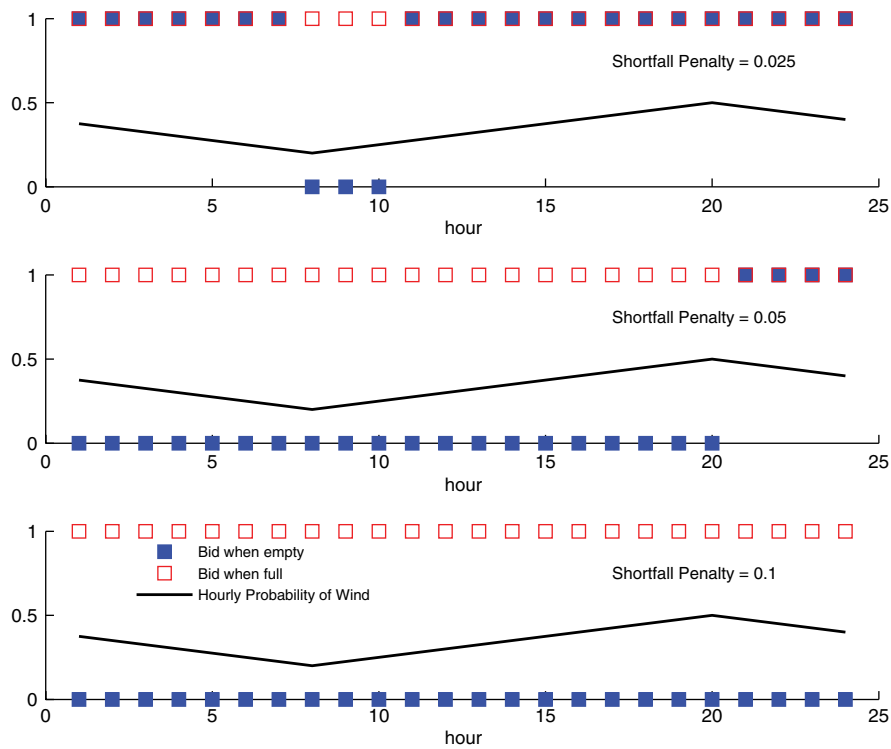 1
Shortfall Penalty = 0.025
0.5
0
0 5 10 15 20 25
hour
1
Shortfall Penalty = 0.05
0.5
0
0 5 10 15 20 25
hour
1
Bid when empty
Bid when full
Shortfall Penalty = 0.1
Hourly Probability of Wind
0.5
0
0 5 10 15 20 25
hour